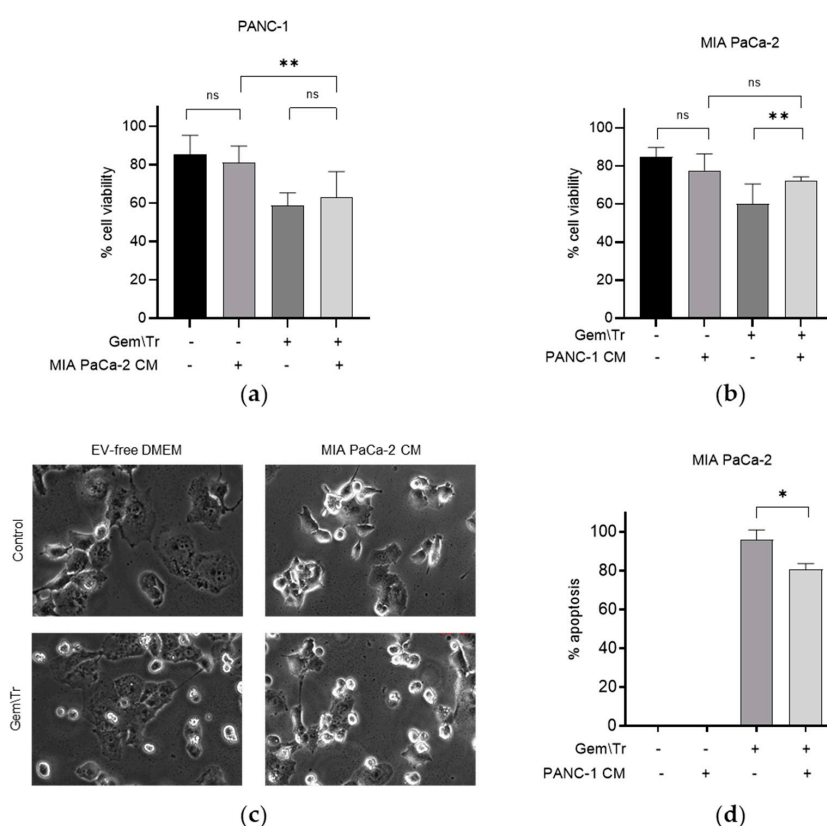 PANC-1
**
ns
ns
100
80
60
40
20
0
% cell viability
Gem\Tr - - + +
MIA PaCa-2 CM - + - +
(a)
MIA PaCa-2
ns
ns
**
100
80
60
40
20
0
% cell viability
Gem\Tr - - + +
PANC-1 CM - + - +
(b)
EV-free DMEM
MIA PaCa-2 CM
Control
Gem\Tr
(c)
MIA PaCa-2
*
100
80
60
40
20
0
% apoptosis
Gem\Tr - - + +
PANC-1 CM - + - +
(d)